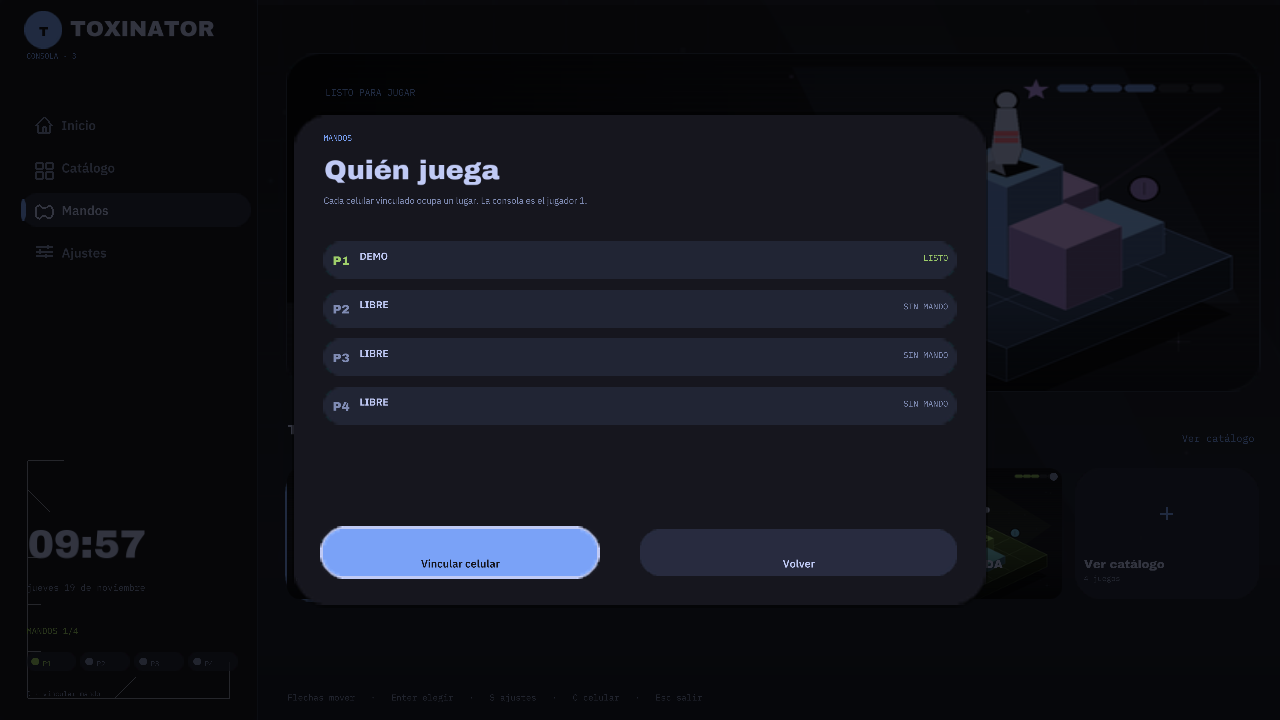 T TOXINATOR
CONSOLA · 3
Inicio
Catálogo
Mandos
Ajustes
09:57
jueves 19 de noviembre
MANDOS 1/4
P1 P2 P3
LISTO PARA JUGAR
MANDOS
Quién juega
Cada celular vinculado ocupa un lugar. La consola es el jugador 1.
P1 DEMO LISTO
P2 LIBRE SIN MANDO
P3 LIBRE SIN MANDO
P4 LIBRE SIN MANDO
Vincular celular
Volver
Ver catálogo
Ver catálogo
4 juegos
Flechas mover · Enter elegir · S ajustes · C celular · Esc salir